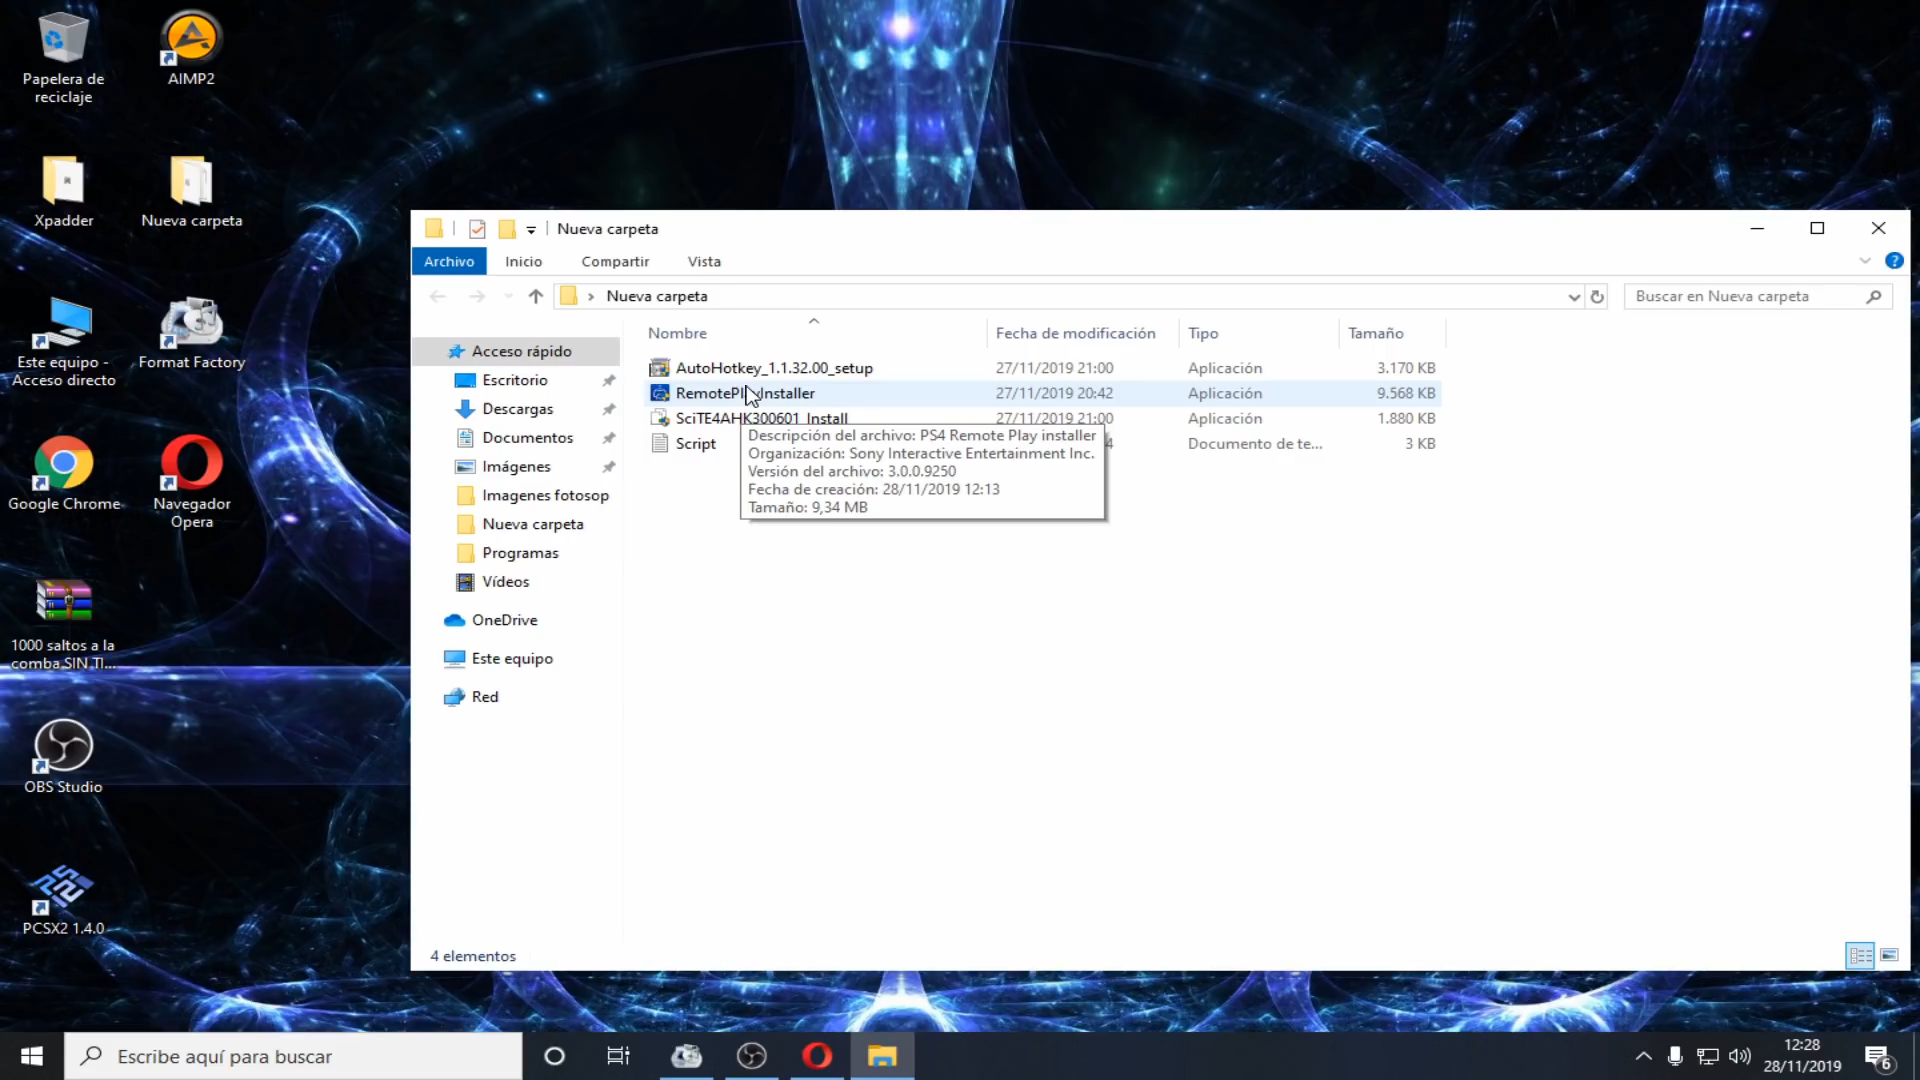 Papelera de
reciclaje
AIMP2
Xpadder
Nueva carpeta
Este equipo -
Acceso directo
Format Factory
Google Chrome
Navegador
Opera
1000 saltos a la
comba SIN TI...
OBS Studio
PCSX2 1.4.0
Nueva carpeta
Archivo
Inicio
Compartir
Vista
Nueva carpeta
Buscar en Nueva carpeta
Nombre
Fecha de modificación
Tipo
Tamaño
AutoHotkey_1.1.32.00_setup
27/11/2019 21:00
Aplicación
3.170 KB
27/11/2019 20:42
Aplicación
9.568 KB
SciTE4AHK300601_Install
27/11/2019 21:00
Aplicación
1.880 KB
Script
4
Documento de te...
3 KB
Descripción del archivo: PS4 Remote Play installer
Organización: Sony Interactive Entertainment Inc.
Versión del archivo: 3.0.0.9250
Fecha de creación: 28/11/2019 12:13
Tamaño: 9,34 MB
Acceso rápido
Escritorio
Descargas
Documentos
Imágenes
Imagenes fotosop
Nueva carpeta
Programas
Vídeos
OneDrive
Este equipo
Red
4 elementos
Escribe aquí para buscar
12:28
28/11/2019
6